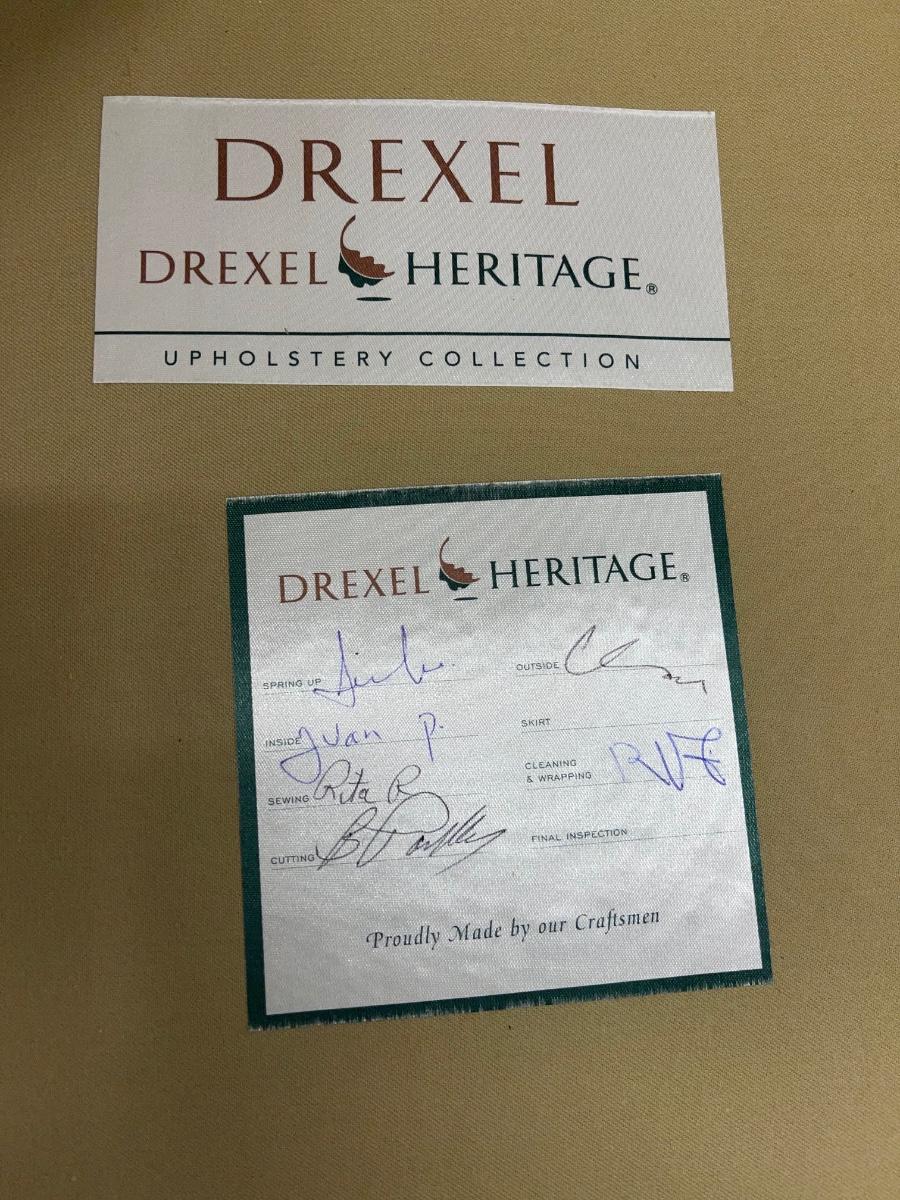 DREXEL
DREXEL HERITAGE®
UPHOLSTERY COLLECTION
DREXEL HERITAGE®
SPRING UP
OUTSIDE
INSIDE Juan P.
SKIRT
SEWING Rita R
CLEANING
& WRAPPING
CUTTING
FINAL INSPECTION
Proudly Made by our Craftsmen